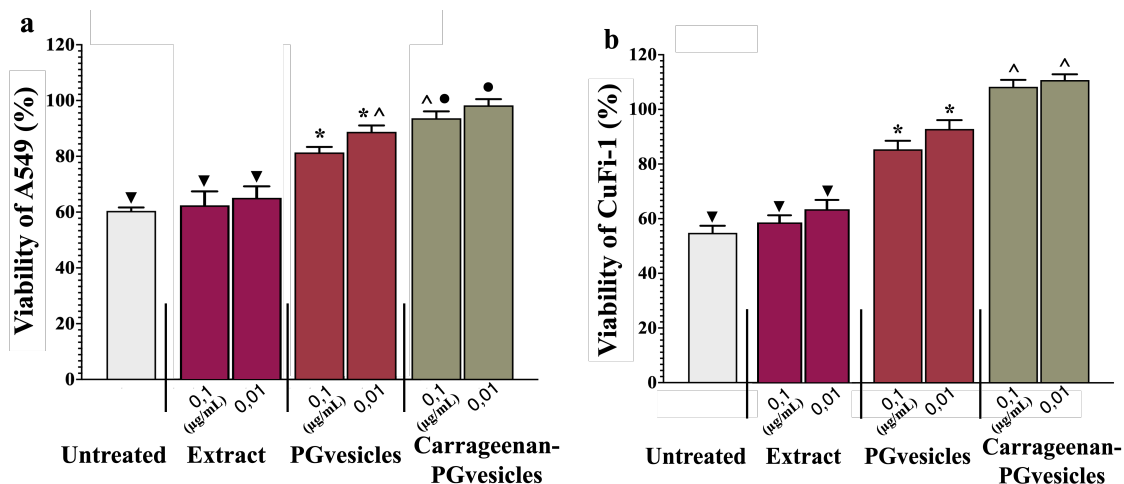 a
Viability of A549 (%)
120
100
80
60
40
20
0
▼
▼
▼
*
* ^
^ ●
●
0,1
(µg/mL)
0,01
0,1
(µg/mL)
0,01
0,1
(µg/mL)
0,01
Untreated
Extract
PGvesicles
Carrageenan-
PGvesicles
b
Viability of CuFi-1 (%)
120
100
80
60
40
20
0
▼
▼
▼
*
*
^
^
0,1
(µg/mL)
0,01
0,1
(µg/mL)
0,01
0,1
(µg/mL)
0,01
Untreated
Extract
PGvesicles
Carrageenan-
PGvesicles